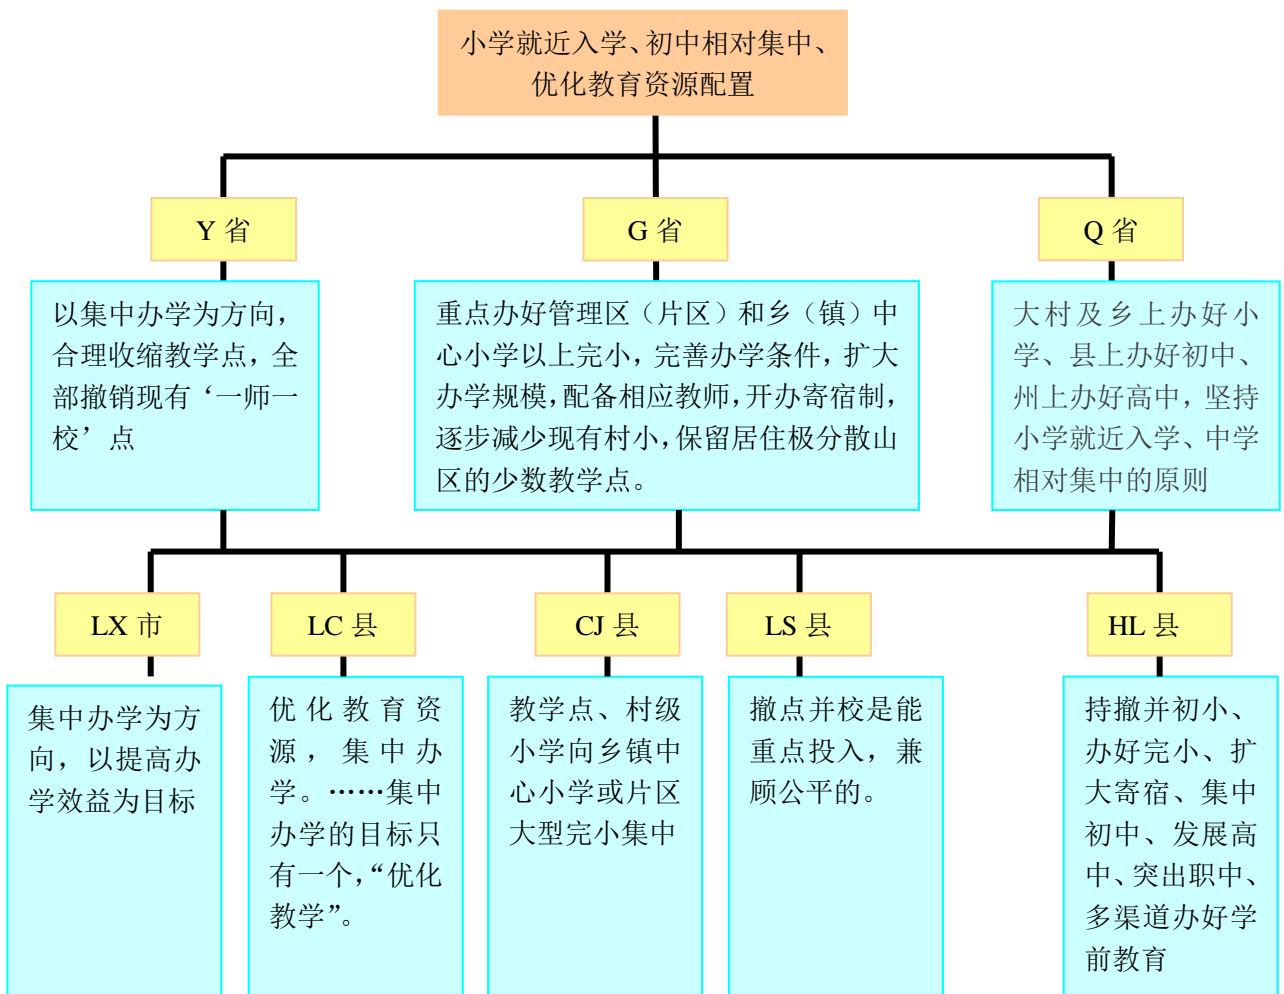 小学就近入学、初中相对集中、
优化教育资源配置
Y 省
G 省
Q 省
以集中办学为方向,
合理收缩教学点,全
部撤销现有‘一师一
校’点
重点办好管理区（片区）和乡（镇）中
心小学以上完小,完善办学条件,扩大
办学规模,配备相应教师,开办寄宿制,
逐步减少现有村小,保留居住极分散山
区的少数教学点。
大村及乡上办好小
学、县上办好初中、
州上办好高中,坚持
小学就近入学、中学
相对集中的原则
LX 市
LC 县
CJ 县
LS 县
HL 县
集中办学为方
向，以提高办
学效益为目标
优化教育资
源，集中办
学。……集中
办学的目标只
有一个,“优化
教学”。
教学点、村级
小学向乡镇中
心小学或片区
大型完小集中
撤点并校是能
重点投入，兼
顾公平的。
持撤并初小、
办好完小、扩
大寄宿、集中
初中、发展高
中、突出职中、
多渠道办好学
前教育